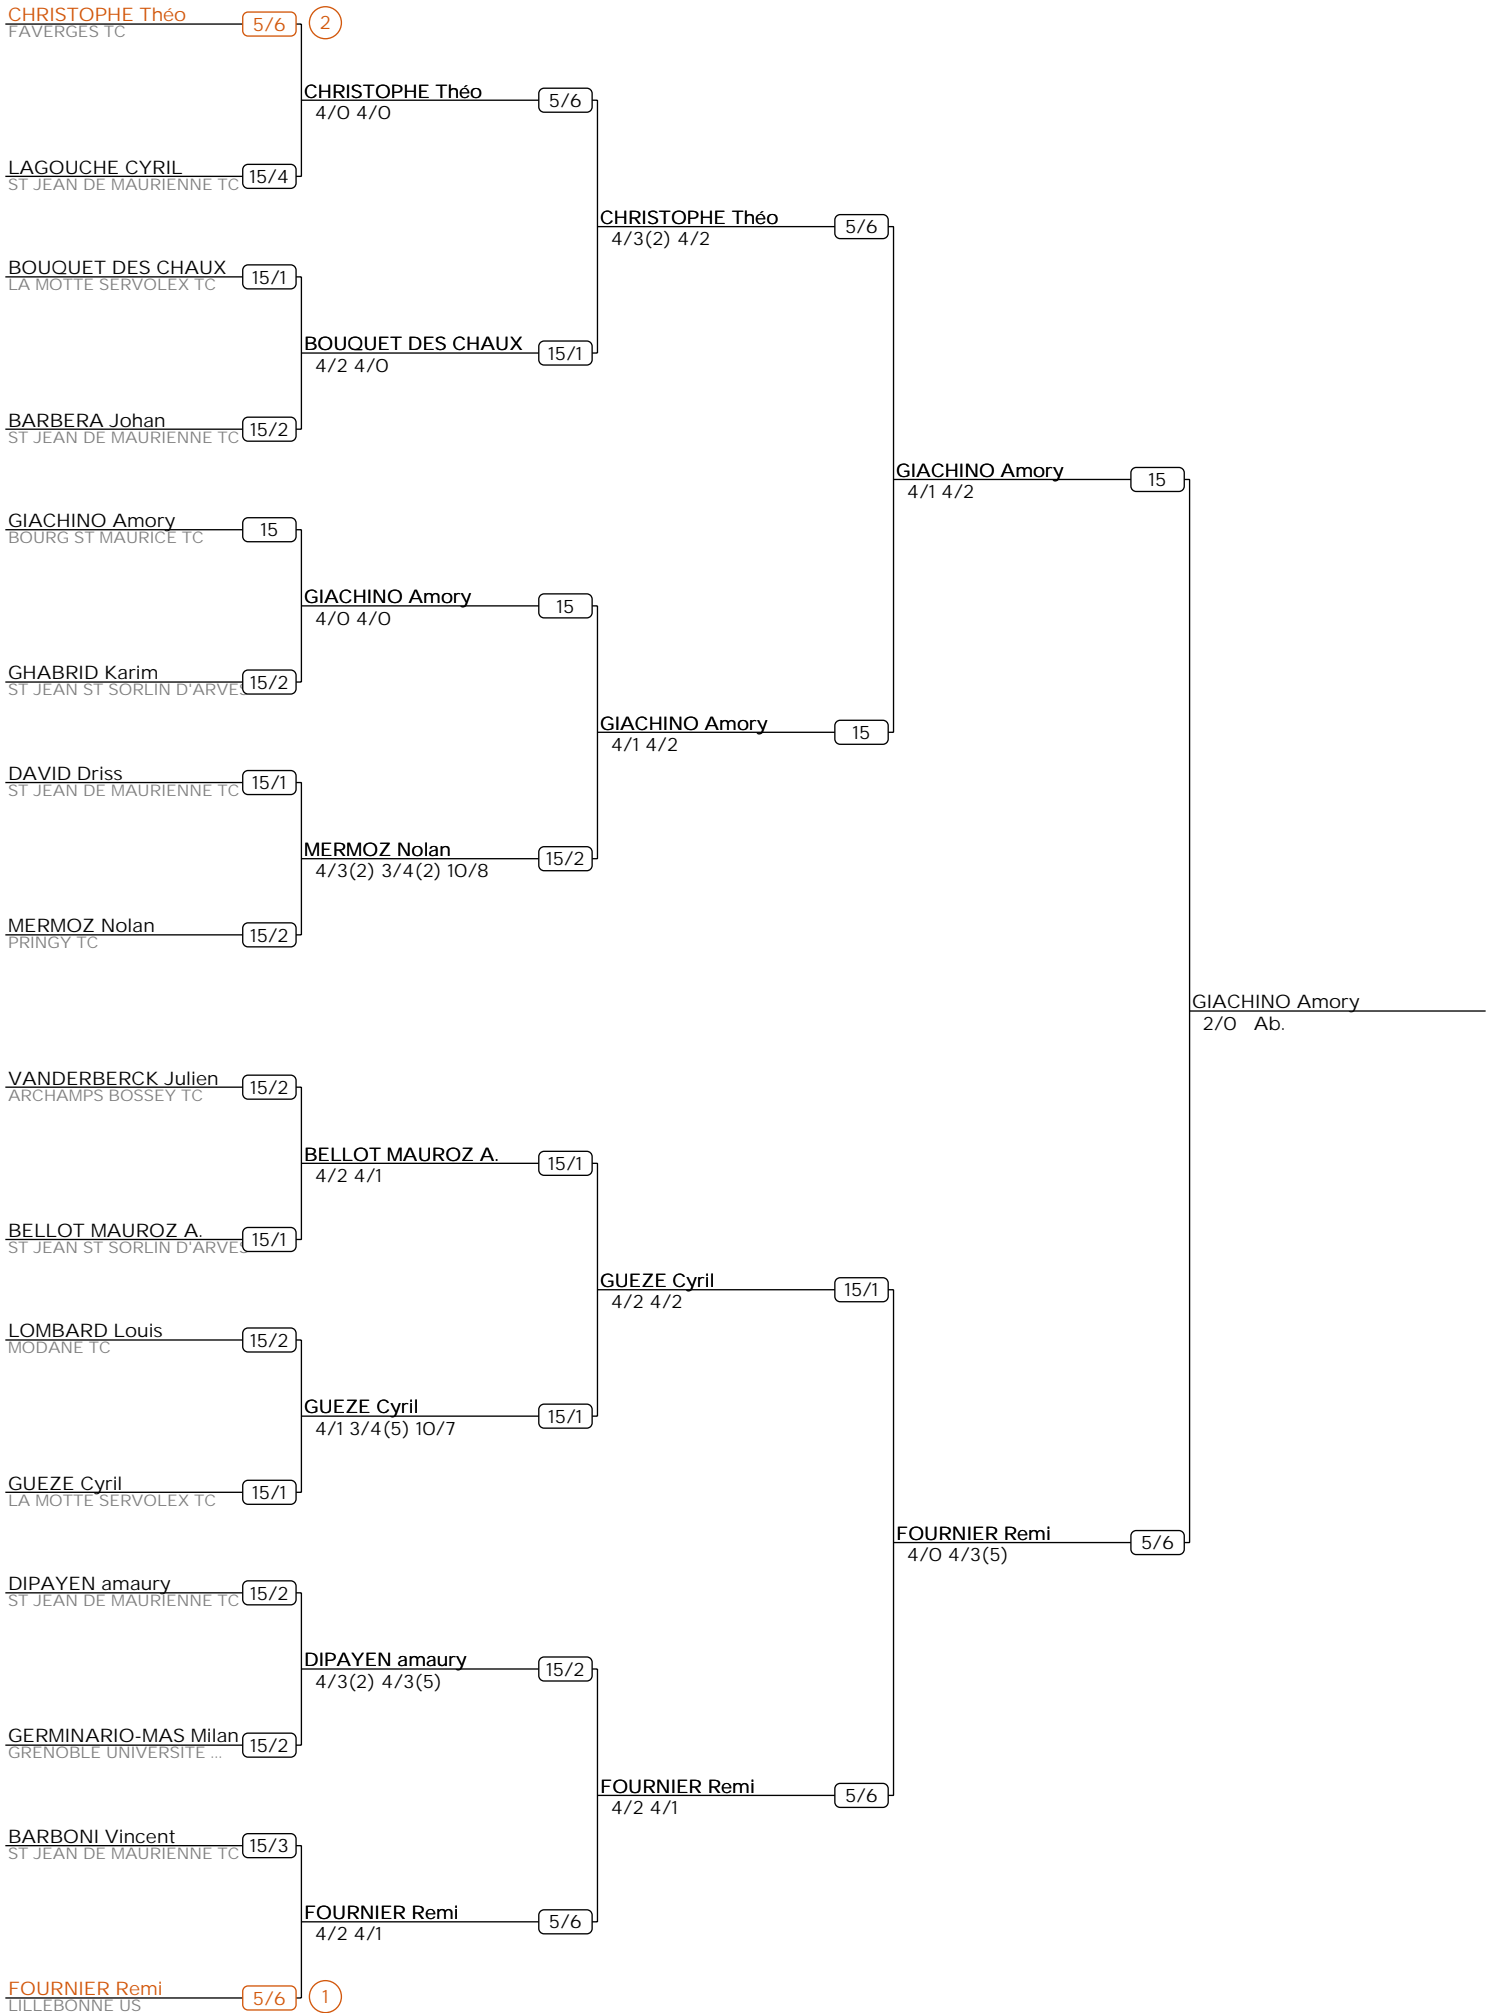 CHRISTOPHE Théo
FAVERGES TC
5/6
2
CHRISTOPHE Théo
4/0 4/0
5/6
LAGOUCHE CYRIL
ST JEAN DE MAURIENNE TC
15/4
CHRISTOPHE Théo
4/3(2) 4/2
5/6
BOUQUET DES CHAUX
LA MOTTE SERVOLEX TC
15/1
BOUQUET DES CHAUX
4/2 4/0
15/1
BARBERA Johan
ST JEAN DE MAURIENNE TC
15/2
GIACHINO Amory
4/1 4/2
15
GIACHINO Amory
BOURG ST MAURICE TC
15
GIACHINO Amory
4/0 4/0
15
GHABRID Karim
ST JEAN ST SORLIN D'ARVES
15/2
GIACHINO Amory
4/1 4/2
15
DAVID Driss
ST JEAN DE MAURIENNE TC
15/1
MERMOZ Nolan
4/3(2) 3/4(2) 10/8
15/2
MERMOZ Nolan
PRINGY TC
15/2
GIACHINO Amory
2/0 Ab.
VANDERBERCK Julien
ARCHAMPS BOSSEY TC
15/2
BELLOT MAUROZ A.
4/2 4/1
15/1
BELLOT MAUROZ A.
ST JEAN ST SORLIN D'ARVES
15/1
GUEZE Cyril
4/2 4/2
15/1
LOMBARD Louis
MODANE TC
15/2
GUEZE Cyril
4/1 3/4(5) 10/7
15/1
GUEZE Cyril
LA MOTTE SERVOLEX TC
15/1
FOURNIER Remi
4/0 4/3(5)
5/6
DIPAYEN amaury
ST JEAN DE MAURIENNE TC
15/2
DIPAYEN amaury
4/3(2) 4/3(5)
15/2
GERMINARIO-MAS Milan
GRENOBLE UNIVERSITE ...
15/2
FOURNIER Remi
4/2 4/1
5/6
BARBONI Vincent
ST JEAN DE MAURIENNE TC
15/3
FOURNIER Remi
4/2 4/1
5/6
FOURNIER Remi
LILLEBONNE US
5/6
1